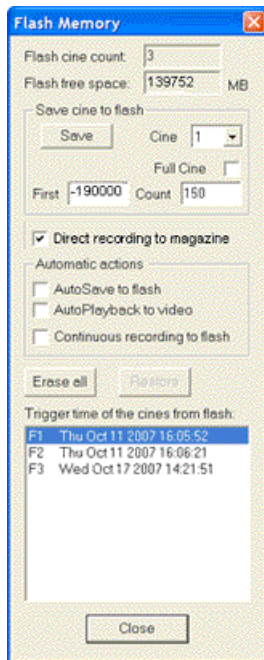 Flash Memory
Flash cine count: 3
Flash free space: 139752 MB
Save cine to flash
Save Cine 1
Full Cine
First -190000 Count 150
Direct recording to magazine
Automatic actions
AutoSave to flash
AutoPlayback to video
Continuous recording to flash
Erase all Restore
Trigger time of the cines from flash:
F1 Thu Oct 11 2007 16:05:52
F2 Thu Oct 11 2007 16:06:21
F3 Wed Oct 17 2007 14:21:51
Close